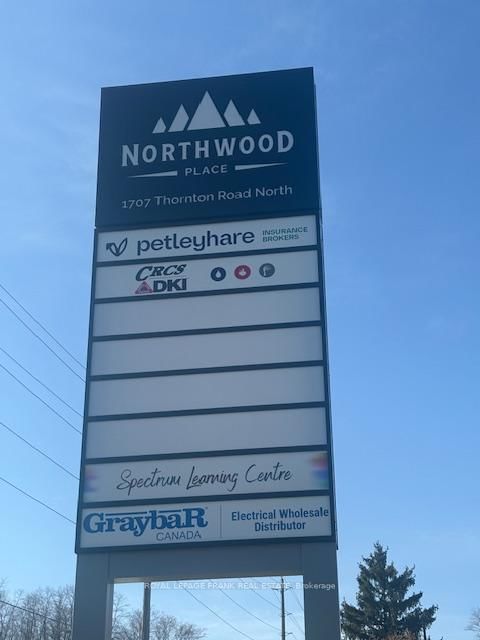 NORTHWOOD
PLACE
1707 Thornton Road North
petleyhare INSURANCE
BROKERS
CRCS
DKI
Spectrum Learning Centre
GraybaR
CANADA
Electrical Wholesale
Distributor
ROYAL LEPAGE FRANK REAL ESTATE, Brokerage